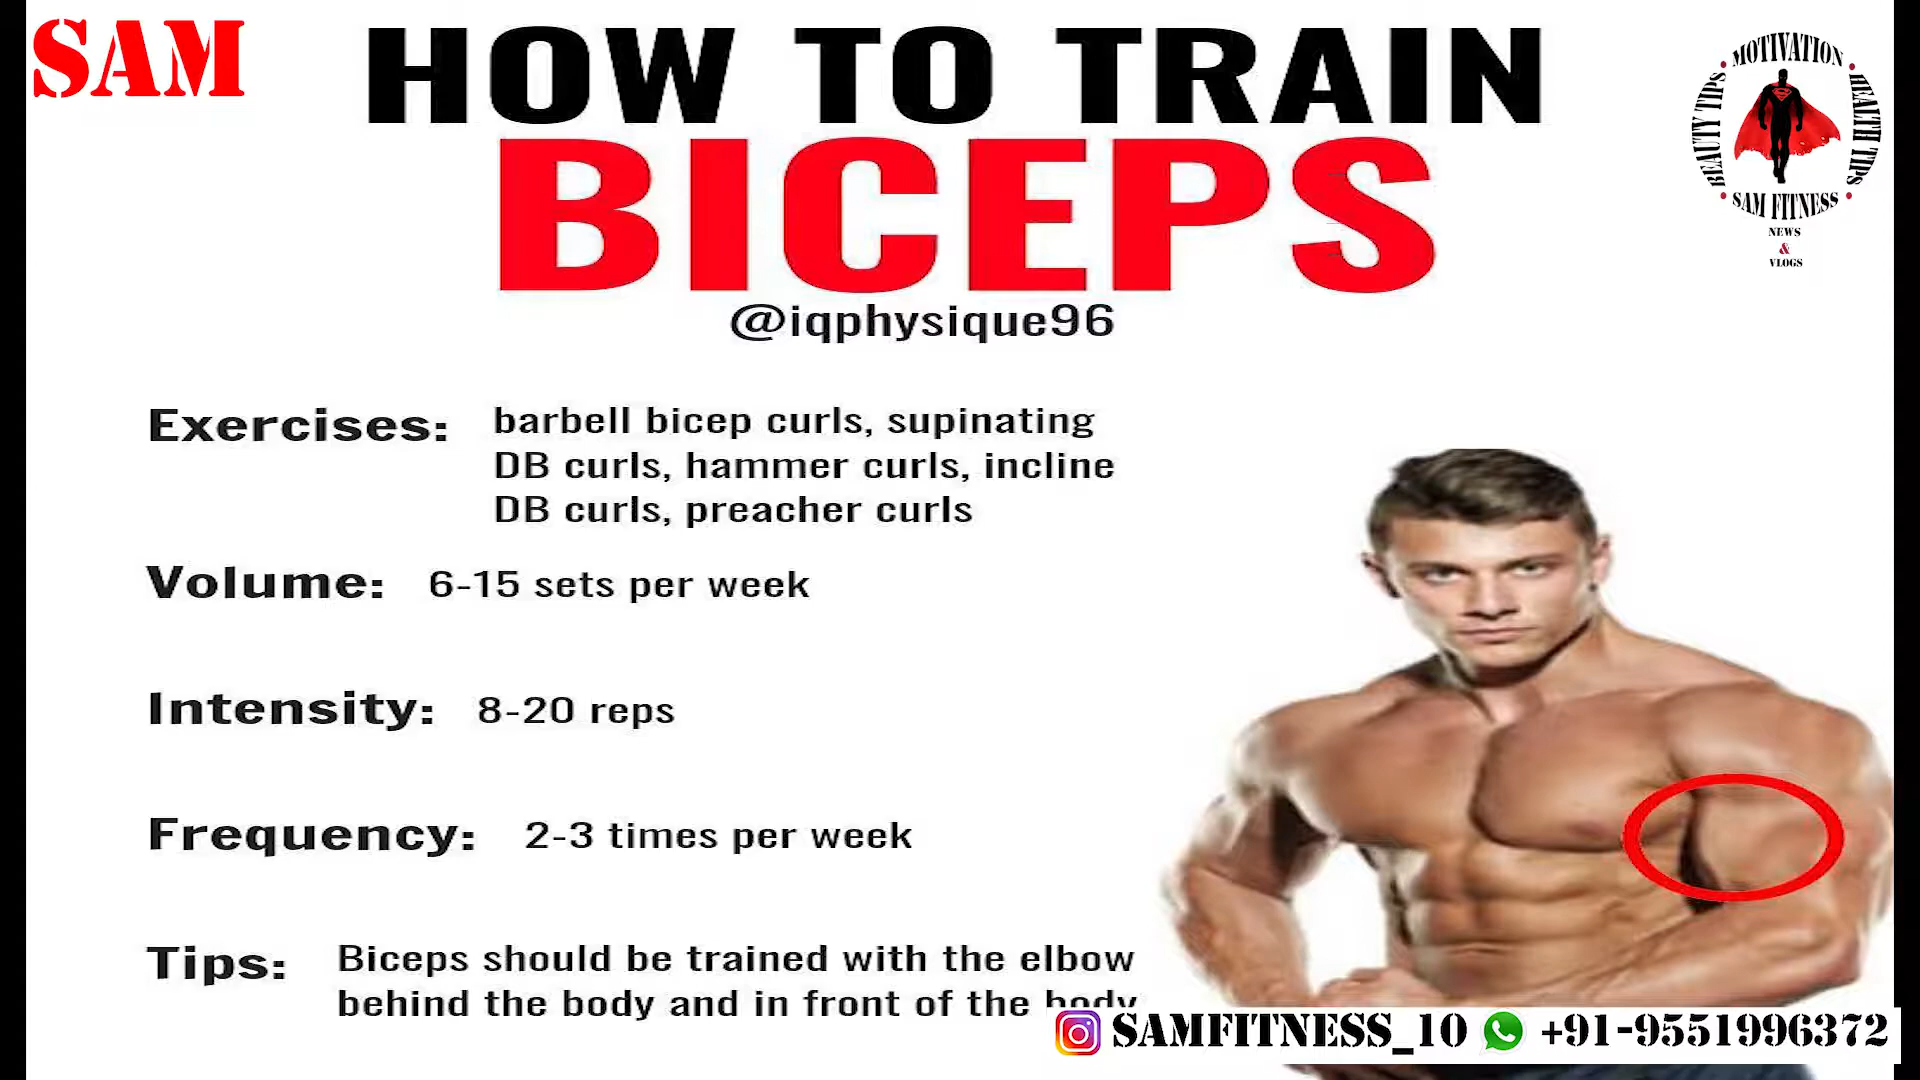 SAM
HOW TO TRAIN
BICEPS
@iqphysique96
MOTIVATION
BEAUTY TIPS
HEALTH TIPS
SAM FITNESS
NEWS
&
VLOGS
Exercises: barbell bicep curls, supinating
DB curls, hammer curls, incline
DB curls, preacher curls
Volume: 6-15 sets per week
Intensity: 8-20 reps
Frequency: 2-3 times per week
Tips: Biceps should be trained with the elbow
behind the body and in front of the body
SAMFITNESS_10 +91-9551996372